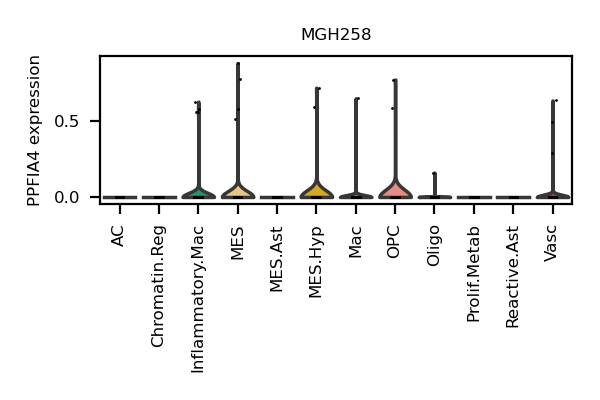 MGH258
PPFIA4 expression
0.5
0.0
AC
Chromatin.Reg
Inflammatory.Mac
MES
MES.Ast
MES.Hyp
Mac
OPC
Oligo
Prolif.Metab
Reactive.Ast
Vasc